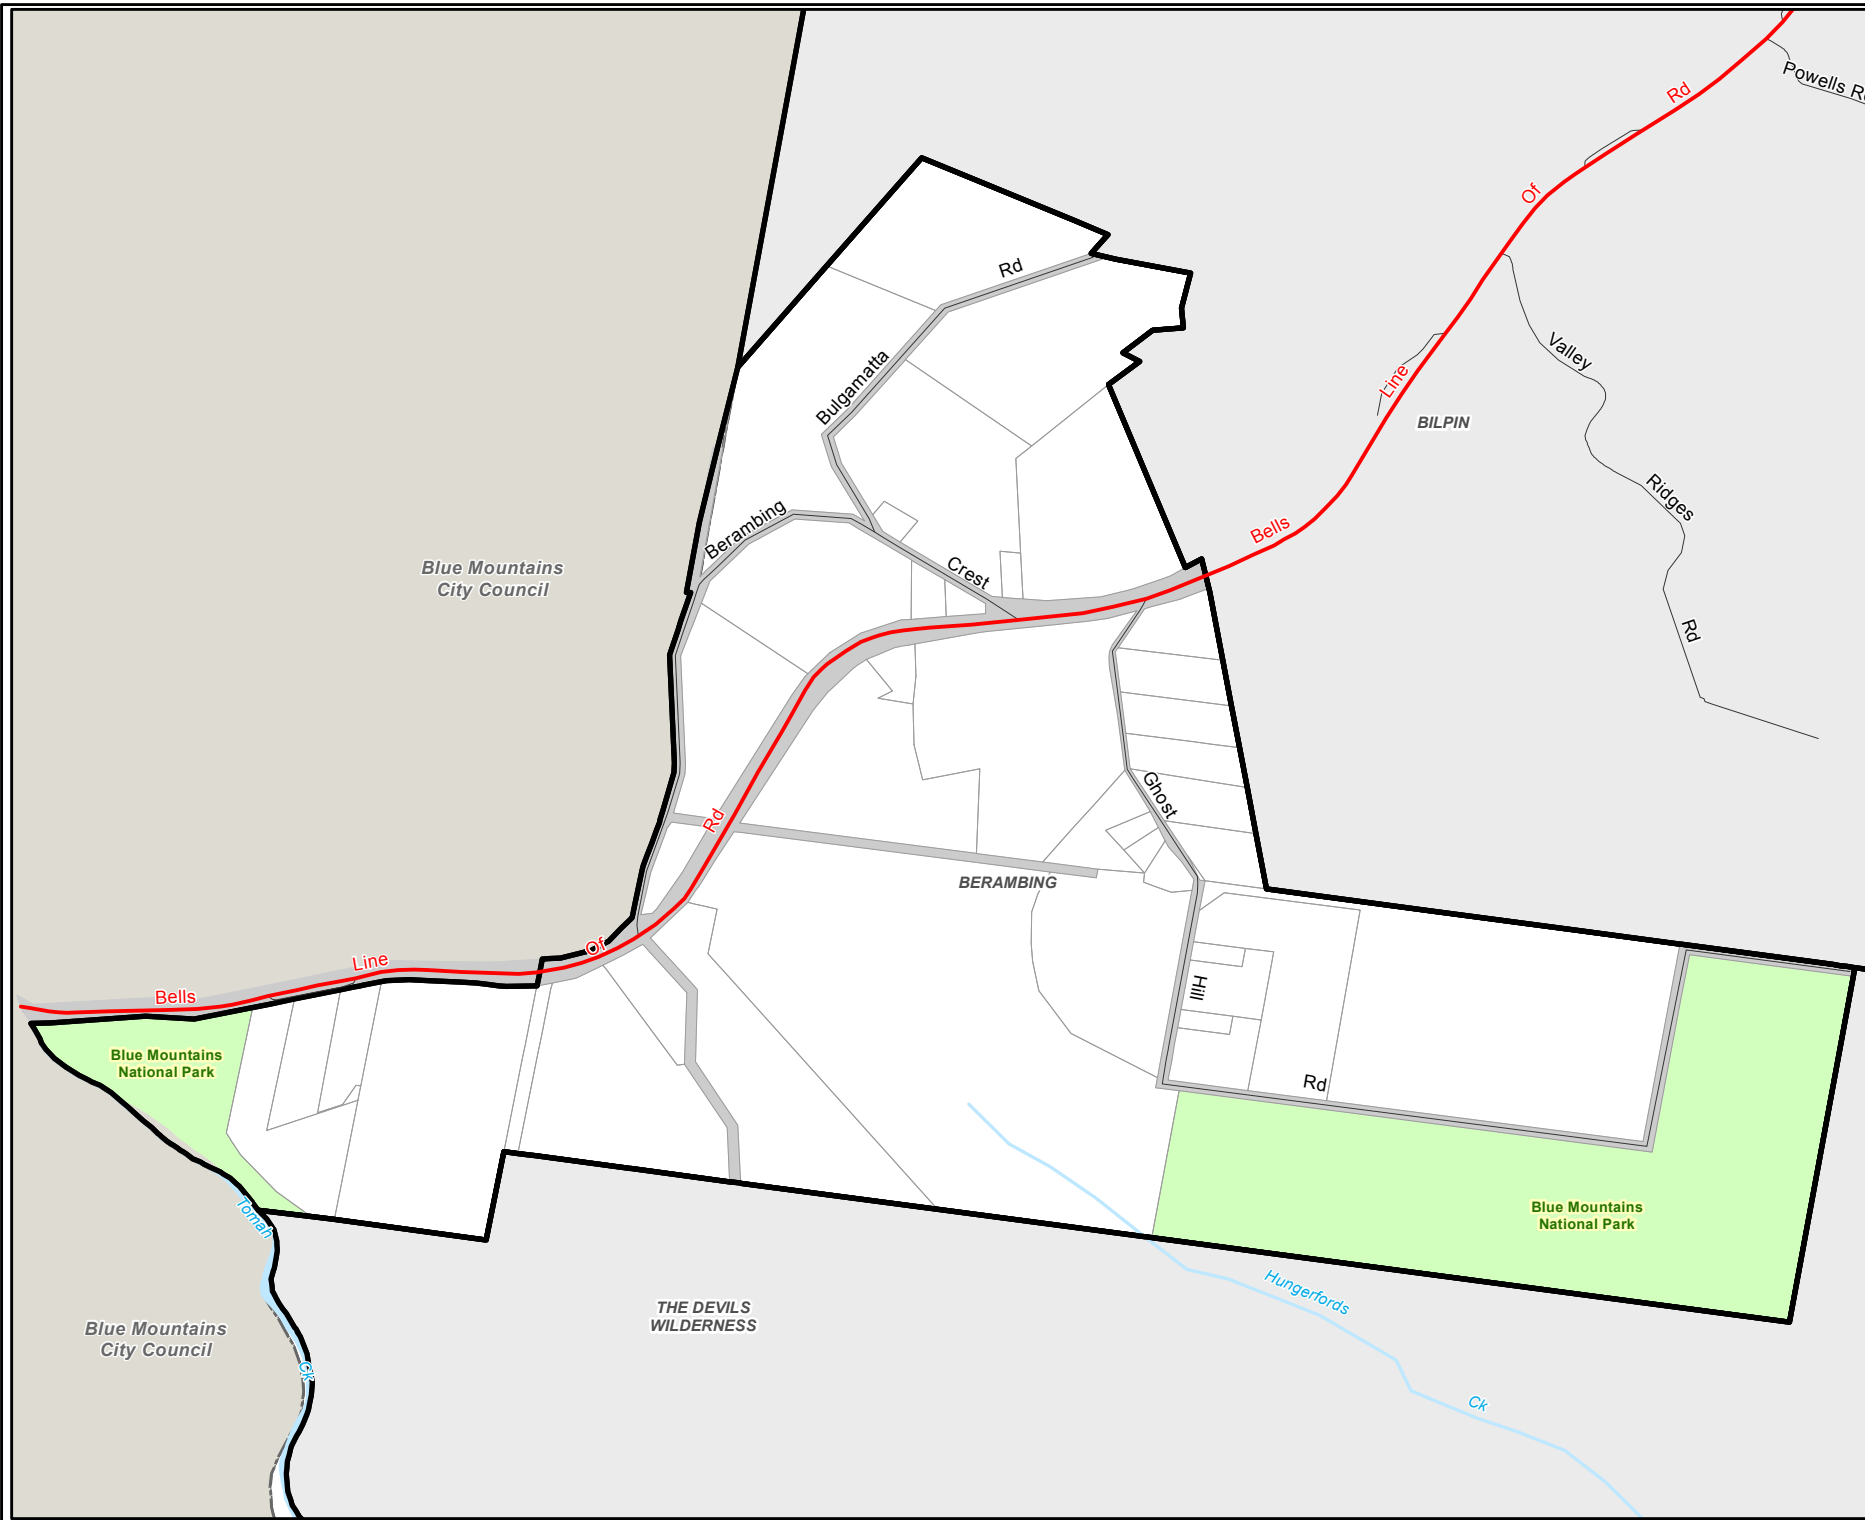 Powells R
Rd
Of
Line
Bells
Valley
Ridges
Rd
BILPIN
Rd
Bulgamatta
Berambing
Crest
Blue Mountains
City Council
Ghost
Hill
Rd
BERAMBING
Rd
Of
Line
Bells
Blue Mountains
National Park
Blue Mountains
National Park
Tomah
Ck
Hungerfords
Ck
THE DEVILS
WILDERNESS
Blue Mountains
City Council